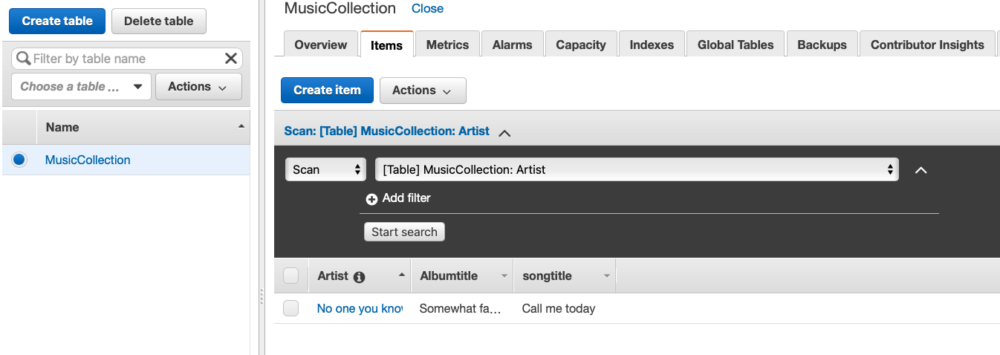 Create table Delete table
Filter by table name
Choose a table ... Actions
Name
MusicCollection
MusicCollection Close
Overview Items Metrics Alarms Capacity Indexes Global Tables Backups Contributor Insights
Create item Actions
Scan: [Table] MusicCollection: Artist
Scan [Table] MusicCollection: Artist
Add filter
Start search
Artist Albumtitle songtitle
No one you Somewhat fa... Call me today